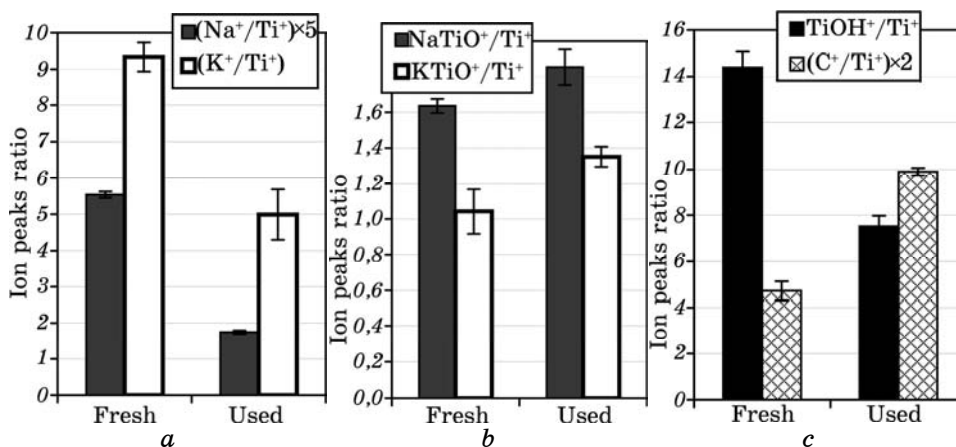 Ion peaks ratio
10
9
8
7
6
5
4
3
2
1
0
(Na⁺/Ti⁺)×5
(K⁺/Ti⁺)
Fresh
Used
a
Ion peaks ratio
1,6
1,4
1,2
1,0
0,8
0,6
0,4
0,2
0,0
NaTiO⁺/Ti⁺
KTiO⁺/Ti⁺
Fresh
Used
b
Ion peaks ratio
16
14
12
10
8
6
4
2
0
TiOH⁺/Ti⁺
(C⁺/Ti⁺)×2
Fresh
Used
c